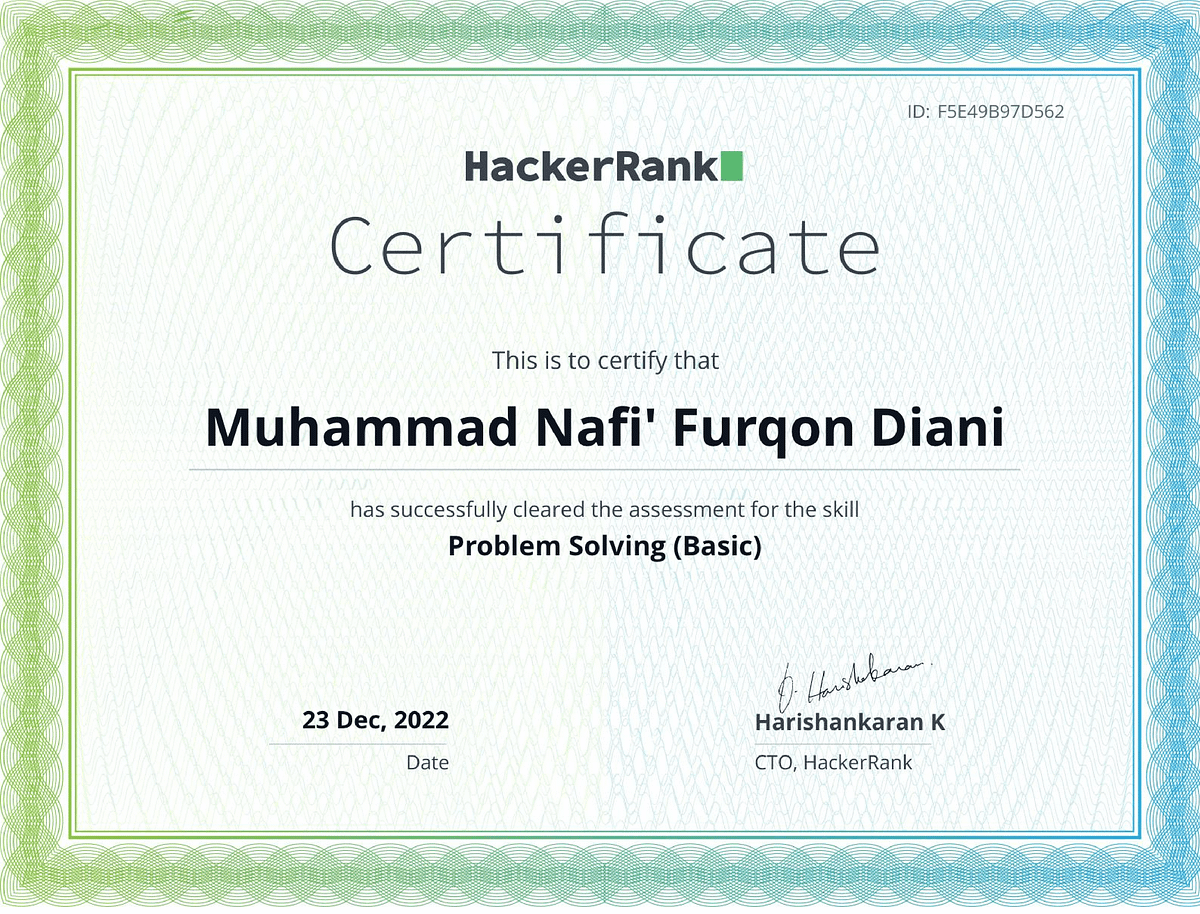 ID: F5E49B97D562
HackerRank
Certificate
This is to certify that
Muhammad Nafi' Furqon Diani
has successfully cleared the assessment for the skill
Problem Solving (Basic)
23 Dec, 2022
Date
Harishankaran K
CTO, HackerRank